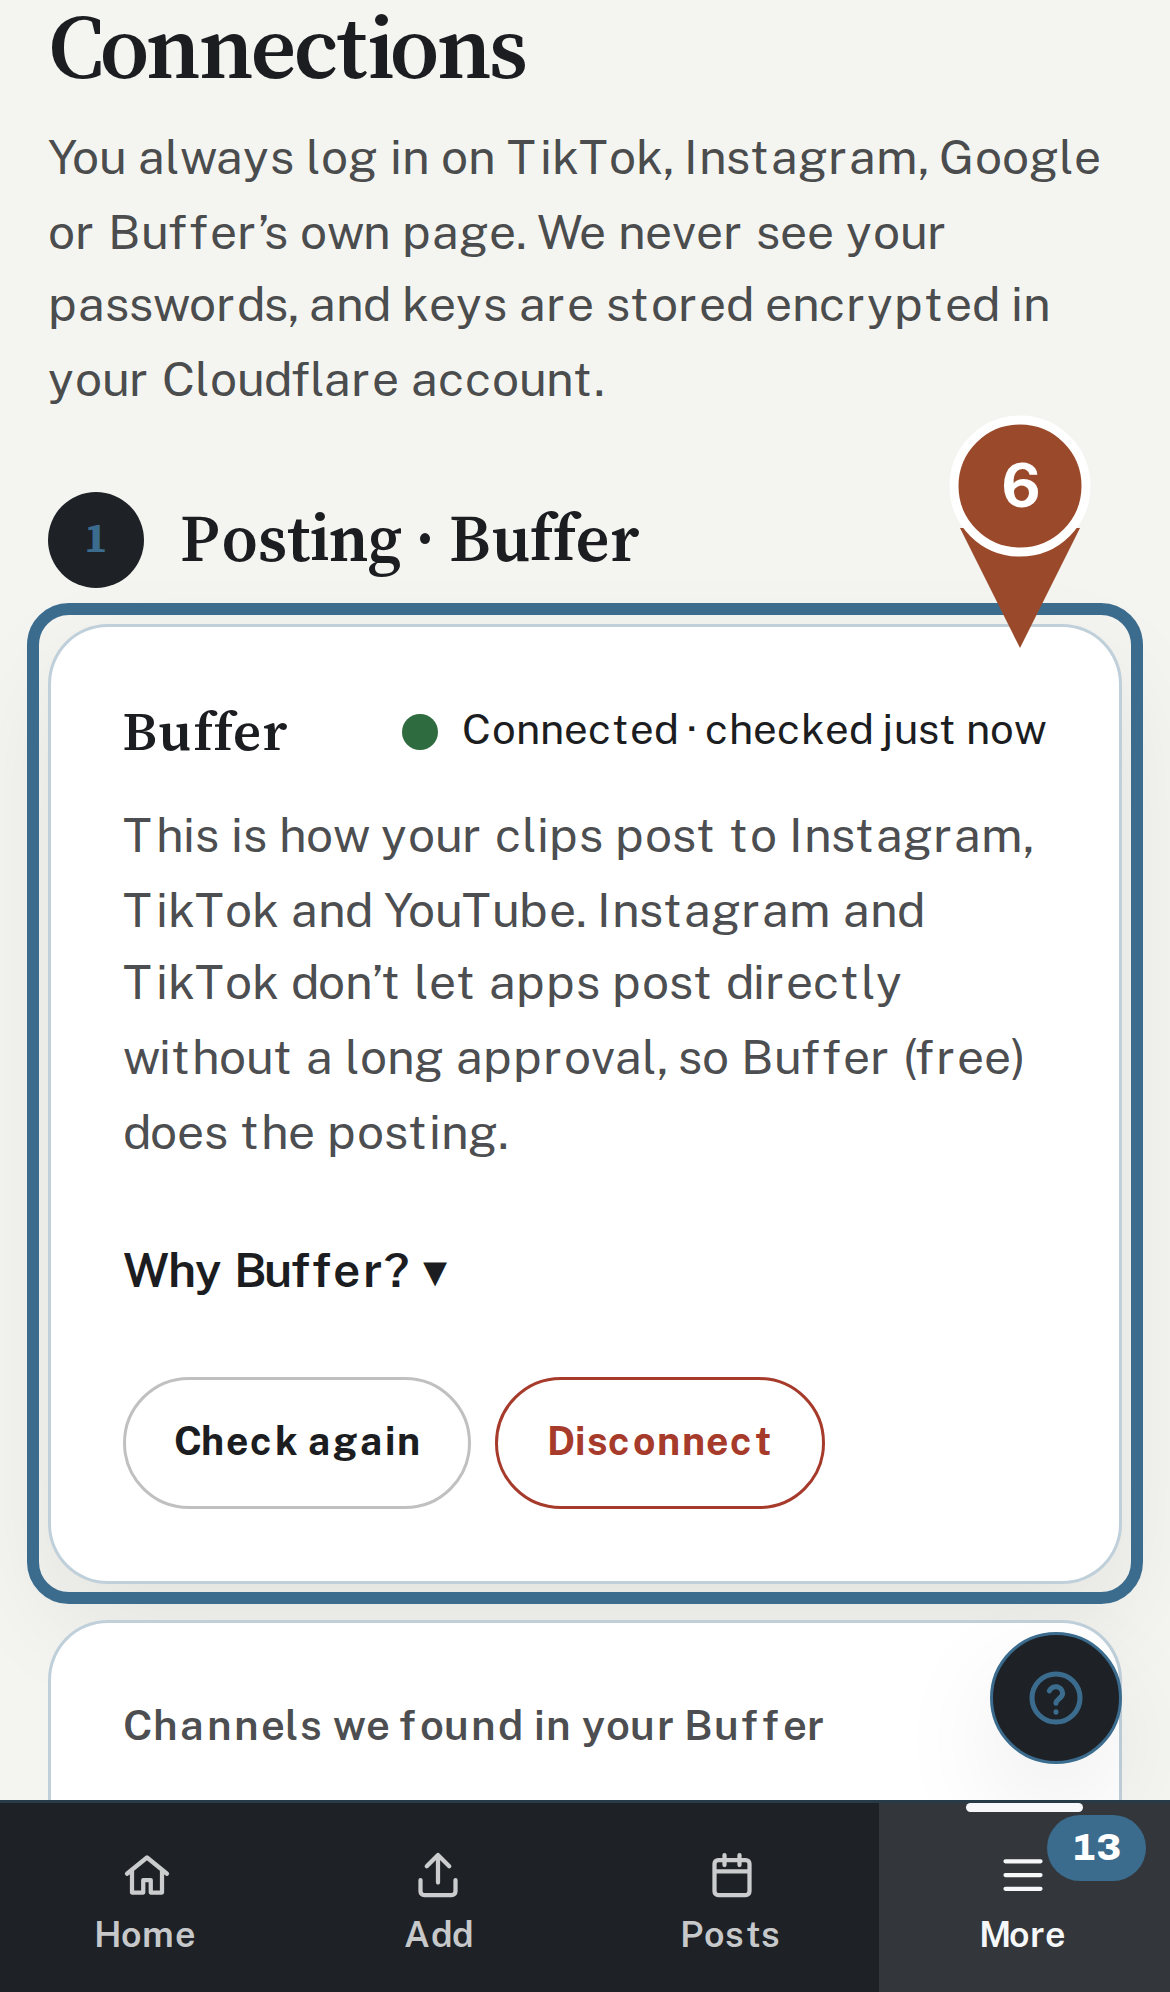 Connections
You always log in on TikTok, Instagram, Google
or Buffer’s own page. We never see your
passwords, and keys are stored encrypted in
your Cloudflare account.
6
1 Posting · Buffer
Buffer Connected · checked just now
This is how your clips post to Instagram,
TikTok and YouTube. Instagram and
TikTok don’t let apps post directly
without a long approval, so Buffer (free)
does the posting.
Why Buffer? ▾
Check again Disconnect
Channels we found in your Buffer
?
13
Home Add Posts More